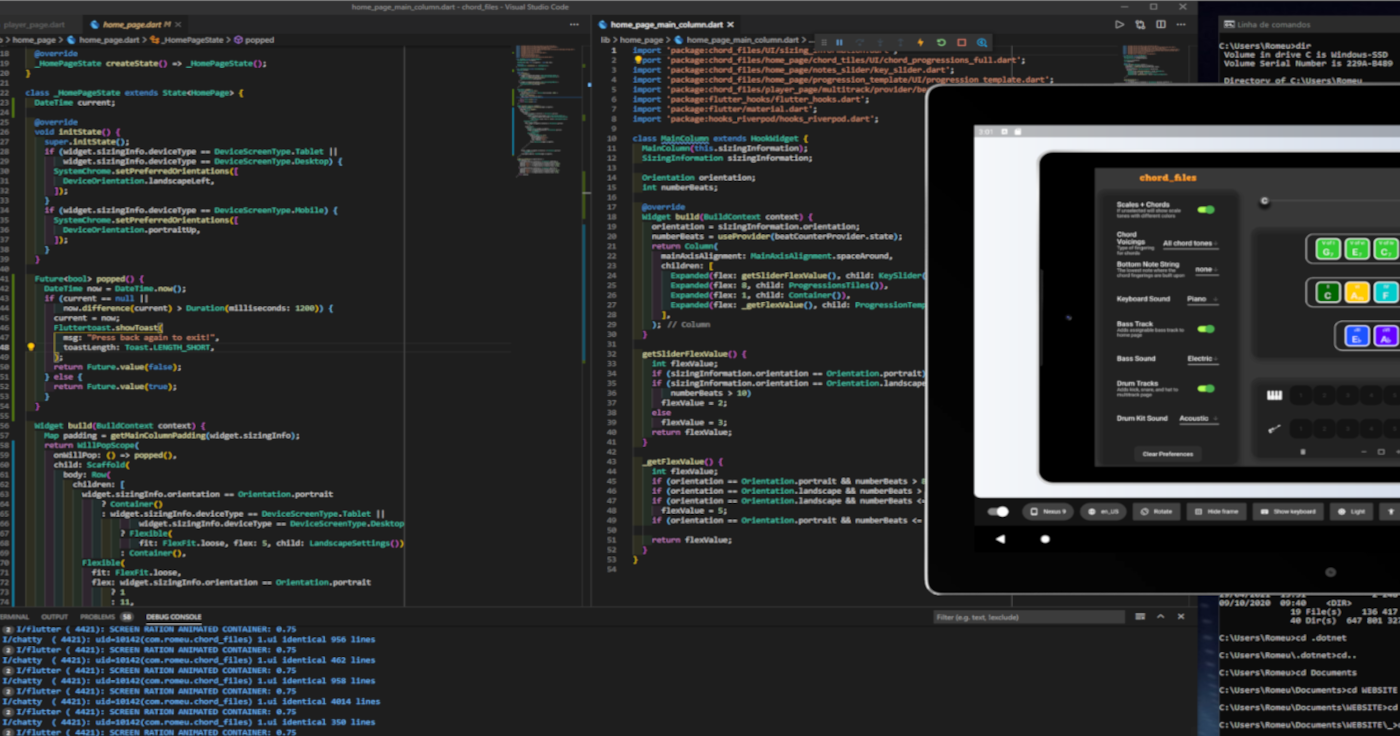 home_page_main_column.dart - chord_files - Visual Studio Code
player_page.dart
home_page.dart M
home_page > home_page.dart > _HomePageState > popped
18
19 @override
_HomePageState createState() => _HomePageState();
20 }
class _HomePageState extends State<HomePage> {
23 DateTime current;
@override
26 void initState() {
27 super.initState();
28 if (widget.sizingInfo.deviceType == DeviceScreenType.Tablet ||
29 widget.sizingInfo.deviceType == DeviceScreenType.Desktop) {
30 SystemChrome.setPreferredOrientations([
31 DeviceOrientation.landscapeLeft,
32 ]);
33 }
34 if (widget.sizingInfo.deviceType == DeviceScreenType.Mobile) {
35 SystemChrome.setPreferredOrientations([
36 DeviceOrientation.portraitUp,
37 ]);
38 }
39 }
40
41 Future<bool> popped() {
42 DateTime now = DateTime.now();
43 if (current == null ||
44 now.difference(current) > Duration(milliseconds: 1200)) {
45 current = now;
46 Fluttertoast.showToast(
47 msg: "Press back again to exit!",
48 toastLength: Toast.LENGTH_SHORT,
49 );
50 return Future.value(false);
51 } else {
52 return Future.value(true);
53 }
54 }
55
56 Widget build(BuildContext context) {
57 Map padding = getMainColumnPadding(widget.sizingInfo);
58 return WillPopScope(
59 onWillPop: () => popped(),
60 child: Scaffold(
61 body: Row(
62 children: [
63 widget.sizingInfo.orientation == Orientation.portrait
64 ? Container()
65 : widget.sizingInfo.deviceType == DeviceScreenType.Tablet ||
66 widget.sizingInfo.deviceType == DeviceScreenType.Desktop
67 ? Flexible(
68 fit: FlexFit.loose, flex: 5, child: LandscapeSettings())
69 : Container(),
70 Flexible(
71 fit: FlexFit.loose,
72 flex: widget.sizingInfo.orientation == Orientation.portrait
73 ? 1
74 : 11,
home_page_main_column.dart
lib > home_page > home_page_main_column.dart > ...
1 import 'package:chord_files/UI/sizing_
2 port 'package:chord_files/home_page/chord_tiles/UI/chord_progressions_full.dart';
3 import 'package:chord_files/home_page/notes_slider/key_slider.dart';
4 import 'package:chord_files/home_page/progression_template/UI/progression_template.dart';
5 import 'package:chord_files/player_page/multitrack/provider/be
6 import 'package:flutter_hooks/flutter_hooks.dart';
7 import 'package:flutter/material.dart';
8 import 'package:hooks_riverpod/hooks_riverpod.dart';
9
10 class MainColumn extends HookWidget {
11 MainColumn(this.sizingInformation);
12 SizingInformation sizingInformation;
13
14 Orientation orientation;
15 int numberBeats;
16
17 @override
18 Widget build(BuildContext context) {
19 orientation = sizingInformation.orientation;
20 numberBeats = useProvider(beatCounterProvider.state);
21 return Column(
22 mainAxisAlignment: MainAxisAlignment.spaceAround,
23 children: [
24 Expanded(flex: getSliderFlexValue(), child: KeySlider(
25 Expanded(flex: 8, child: ProgressionsTiles()),
26 Expanded(flex: 1, child: Container()),
27 Expanded(flex: _getFlexValue(), child: ProgressionTemp
28 ],
29 ); // Column
30 }
31
32 getSliderFlexValue() {
33 int flexValue;
34 if (sizingInformation.orientation == Orientation.portrait)
35 if (sizingInformation.orientation == Orientation.landscape
36 numberBeats > 10)
37 flexValue = 2;
38 else
39 flexValue = 3;
40 return flexValue;
41 }
42
43 _getFlexValue() {
44 int flexValue;
45 if (orientation == Orientation.portrait && numberBeats > 8
46 if (orientation == Orientation.landscape && numberBeats >
47 if (orientation == Orientation.landscape && numberBeats <=
48 flexValue = 5;
49 if (orientation == Orientation.portrait && numberBeats <=
50
51 return flexValue;
52 }
53 }
54
TERMINAL OUTPUT PROBLEMS 58 DEBUG CONSOLE
Filter (e.g. text, !exclude)
2 I/flutter ( 4421): SCREEN RATION ANIMATED CONTAINER: 0.75
I/chatty ( 4421): uid=10142(com.romeu.chord_files) 1.ui identical 956 lines
2 I/flutter ( 4421): SCREEN RATION ANIMATED CONTAINER: 0.75
I/chatty ( 4421): uid=10142(com.romeu.chord_files) 1.ui identical 462 lines
2 I/flutter ( 4421): SCREEN RATION ANIMATED CONTAINER: 0.75
I/chatty ( 4421): uid=10142(com.romeu.chord_files) 1.ui identical 958 lines
2 I/flutter ( 4421): SCREEN RATION ANIMATED CONTAINER: 0.75
I/chatty ( 4421): uid=10142(com.romeu.chord_files) 1.ui identical 4014 lines
2 I/flutter ( 4421): SCREEN RATION ANIMATED CONTAINER: 0.75
I/chatty ( 4421): uid=10142(com.romeu.chord_files) 1.ui identical 350 lines
2 I/flutter ( 4421): SCREEN RATION ANIMATED CONTAINER: 0.75
Linha de comandos
C:\Users\Romeu>dir
Volume in drive C is Windows-SSD
Volume Serial Number is 229A-B489
Directory of C:\Users\Romeu
3:01
chord_files
Scales + Chords
Chord
Voicings
All chord tones
Bottom Note String
none
Keyboard Sound
Piano
Bass Track
Bass Sound
Electric
Drum Tracks
Drum Kit Sound
Acoustic
Clear Preferences
C
G
E
C
C
A
F
E♭
A♭
Nexus 9
en_US
Rotate
Hide frame
Show keyboard
Light
09/10/2020 09:40 <DIR>
19 File(s) 136 417
40 Dir(s) 647 801 327
C:\Users\Romeu>cd .dotnet
C:\Users\Romeu\.dotnet>cd..
C:\Users\Romeu>cd Documents
C:\Users\Romeu\Documents>cd WEBSITE
C:\Users\Romeu\Documents\WEBSITE>cd
C:\Users\Romeu\Documents\WEBSITE\_>c